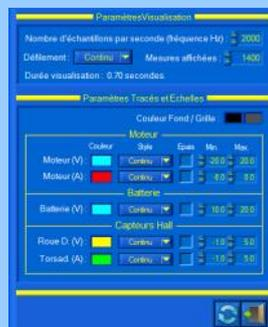 Paramètres Visualisation
Nombre d'échantillons par seconde (fréquence Hz) : 2000
Défilement : Continu Mesures affichées : 1400
Durée visualisation : 0.70 secondes.
Paramètres Tracés et Echelles
Couleur Fond / Grille :
Moteur
Couleur Style Epais Min. Max.
Moteur (V) : Continu -20.0 20.0
Moteur (A) : Continu -8.0 8.0
Batterie
Batterie (V) : Continu 10.0 20.0
Capteurs Hall
Roue D. (V) : Continu -1.0 5.0
Torsad. (A) : Continu -1.0 5.0